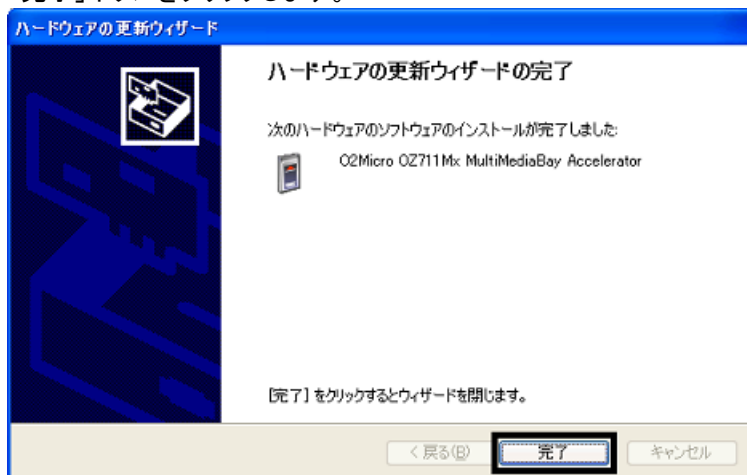 ハードウェアの更新ウィザード
ハードウェアの更新ウィザードの完了
次のハードウェアのソフトウェアのインストールが完了しました:
O2Micro OZ711Mx MultiMediaBay Accelerator
[完了] をクリックするとウィザードを閉じます。
< 戻る(B)
完了
キャンセル